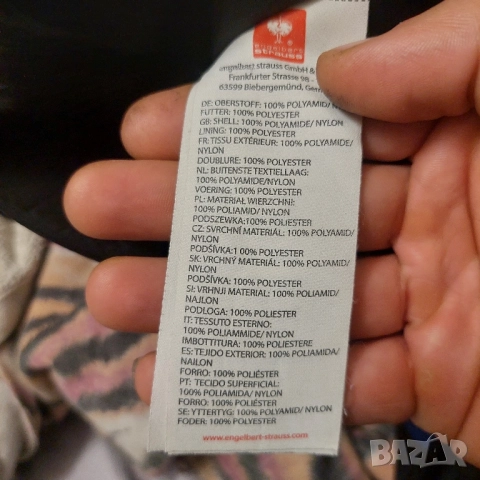 engelbert
strauss
engelbert strauss GmbH &
Frankfurter Strasse 98 -
63599 Biebergemünd,
DE: OBERSTOFF: 100% POLYAMID/ NYLON
FUTTER: 100% POLYESTER
GB: SHELL: 100% POLYAMIDE/ NYLON
LINING: 100% POLYESTER
FR: TISSU EXTÉRIEUR: 100% POLYAMIDE/
NYLON
DOUBLURE: 100% POLYESTER
NL: BUITENSTE TEXTIELLAAG:
100% POLYAMIDE/NYLON
VOERING: 100% POLYESTER
PL: MATERIAŁ WIERZCHNI:
100% POLIAMID/ NYLON
PODSZEWKA:100% POLIESTER
CZ: SVRCHNÍ MATERIÁL: 100% POLYAMID/
NYLON
PODŠÍVKA:1 00% POLYESTER
SK: VRCHNÝ MATERIÁL: 100% POLYAMID/
NYLON
PODŠÍVKA: 100% POLYESTER
SI: VRHNJI MATERIAL: 100% POLIAMID/
NAJLON
PODLOGA: 100% POLIESTER
IT: TESSUTO ESTERNO:
100% POLIAMMIDE/ NYLON
IMBOTTITURA: 100% POLIESTERE
ES: TEJIDO EXTERIOR: 100% POLIAMIDA/
NAILON
FORRO: 100% POLIÉSTER
PT: TECIDO SUPERFICIAL:
100% POLIAMIDA/ NYLON
FORRO: 100% POLIÉSTER
SE: YTTERTYG: 100% POLYAMID/ NYLON
FODER: 100% POLYESTER
www.engelbert-strauss.com
BAZAR